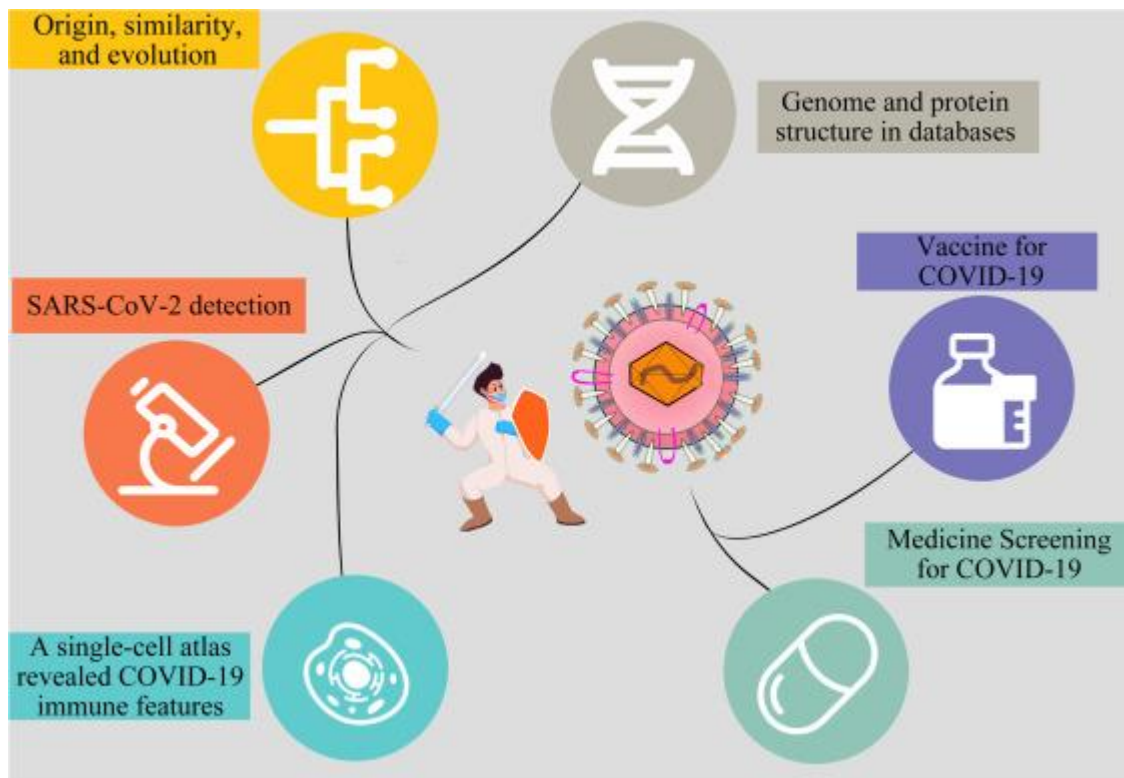 Origin, similarity,
and evolution
Genome and protein
structure in databases
Vaccine for
COVID-19
SARS-CoV-2 detection
Medicine Screening
for COVID-19
A single-cell atlas
revealed COVID-19
immune features